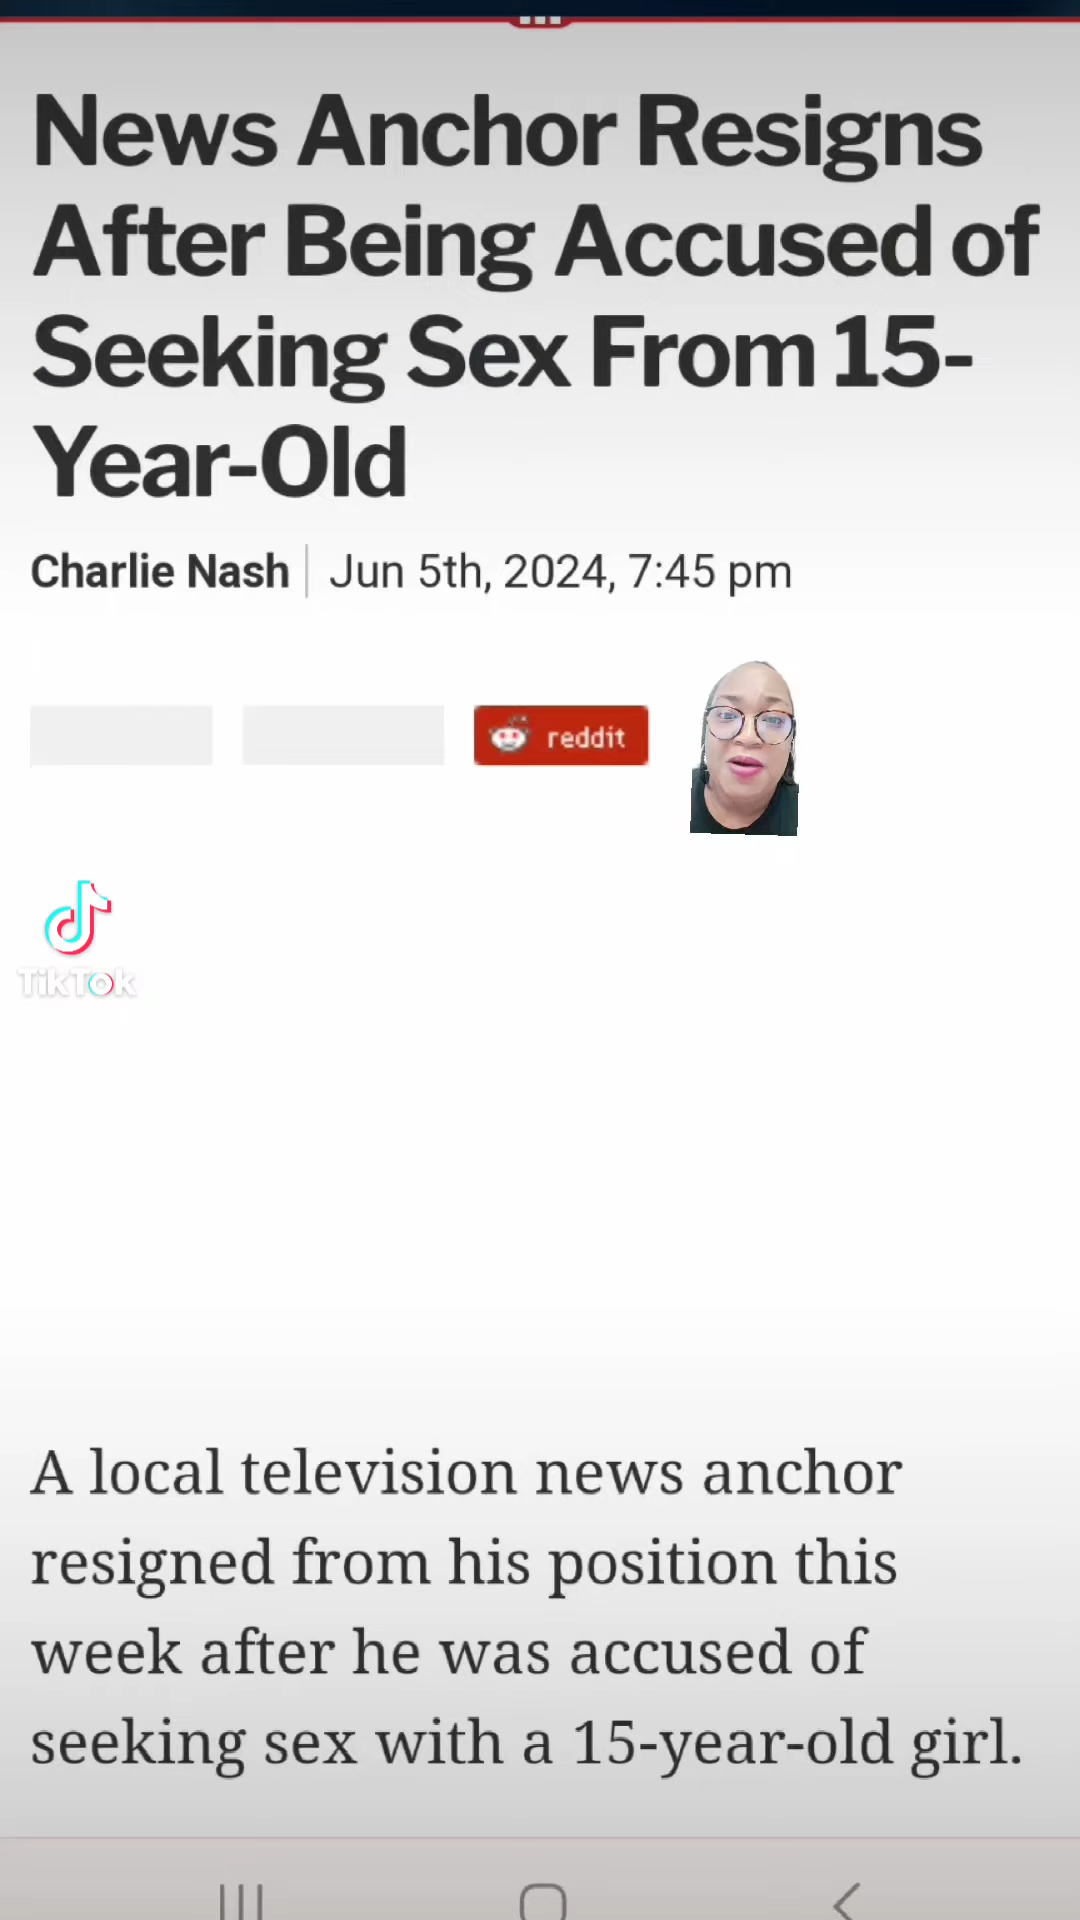 News Anchor Resigns
After Being Accused of
Seeking Sex From 15-
Year-Old
Charlie Nash | Jun 5th, 2024, 7:45 pm
reddit
TikTok
A local television news anchor
resigned from his position this
week after he was accused of
seeking sex with a 15-year-old girl.